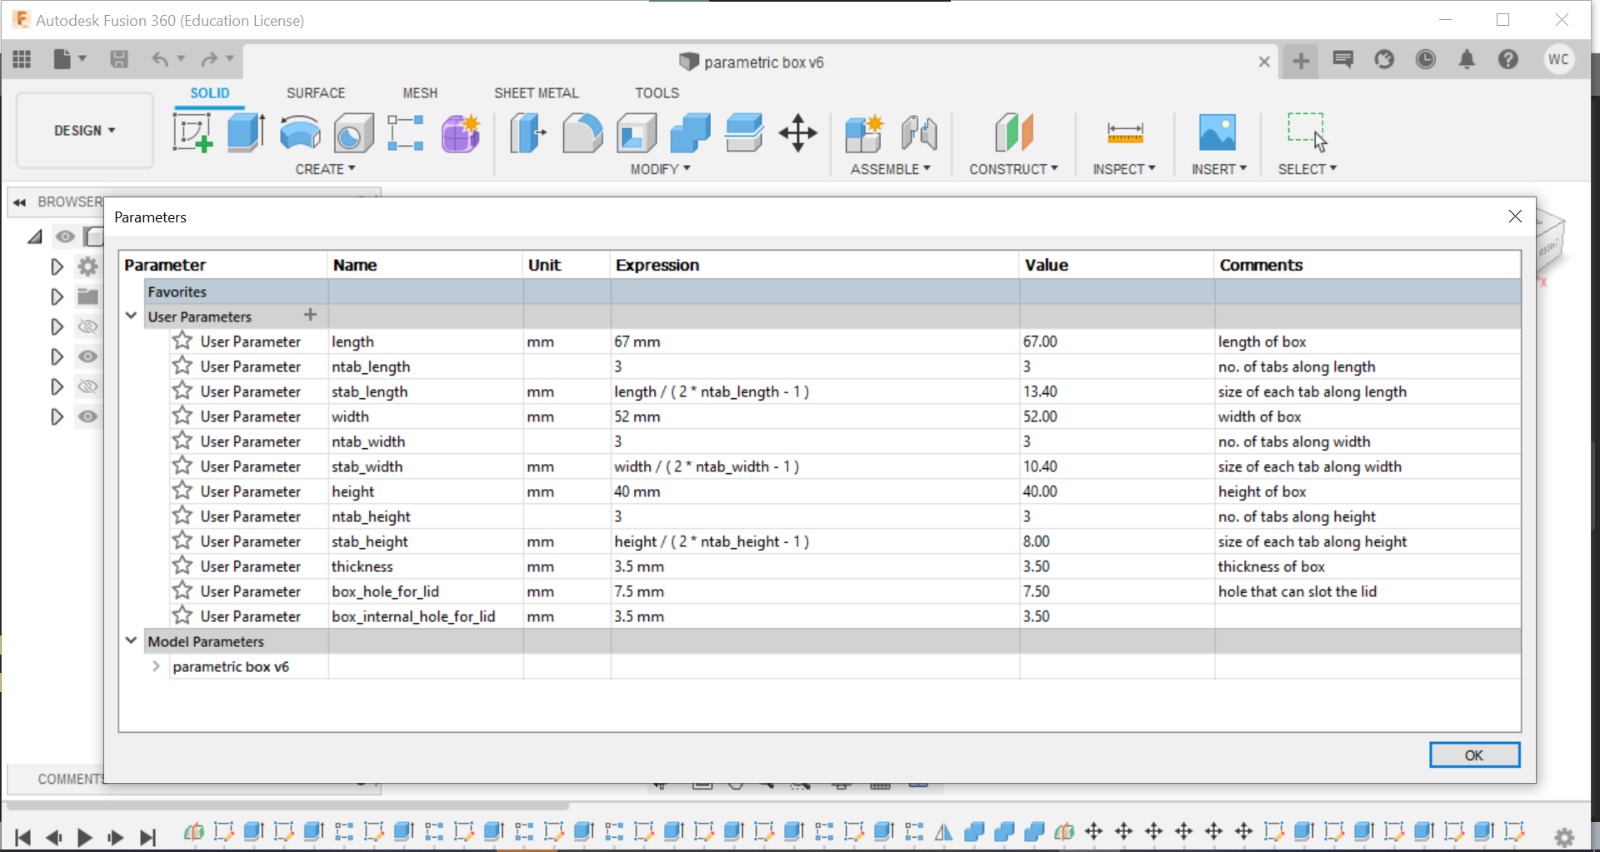 Autodesk Fusion 360 (Education License)
parametric box v6
WC
SOLID SURFACE MESH SHEET METAL TOOLS
DESIGN
CREATE MODIFY ASSEMBLE CONSTRUCT INSPECT INSERT SELECT
BROWSER
Parameters
Parameter Name Unit Expression Value Comments
Favorites
User Parameters
User Parameter length mm 67 mm 67.00 length of box
User Parameter ntab_length 3 3 no. of tabs along length
User Parameter stab_length mm length / ( 2 * ntab_length - 1 ) 13.40 size of each tab along length
User Parameter width mm 52 mm 52.00 width of box
User Parameter ntab_width 3 3 no. of tabs along width
User Parameter stab_width mm width / ( 2 * ntab_width - 1 ) 10.40 size of each tab along width
User Parameter height mm 40 mm 40.00 height of box
User Parameter ntab_height 3 3 no. of tabs along height
User Parameter stab_height mm height / ( 2 * ntab_height - 1 ) 8.00 size of each tab along height
User Parameter thickness mm 3.5 mm 3.50 thickness of box
User Parameter box_hole_for_lid mm 7.5 mm 7.50 hole that can slot the lid
User Parameter box_internal_hole_for_lid mm 3.5 mm 3.50
Model Parameters
parametric box v6
OK
COMMENTS
RIGHT
X